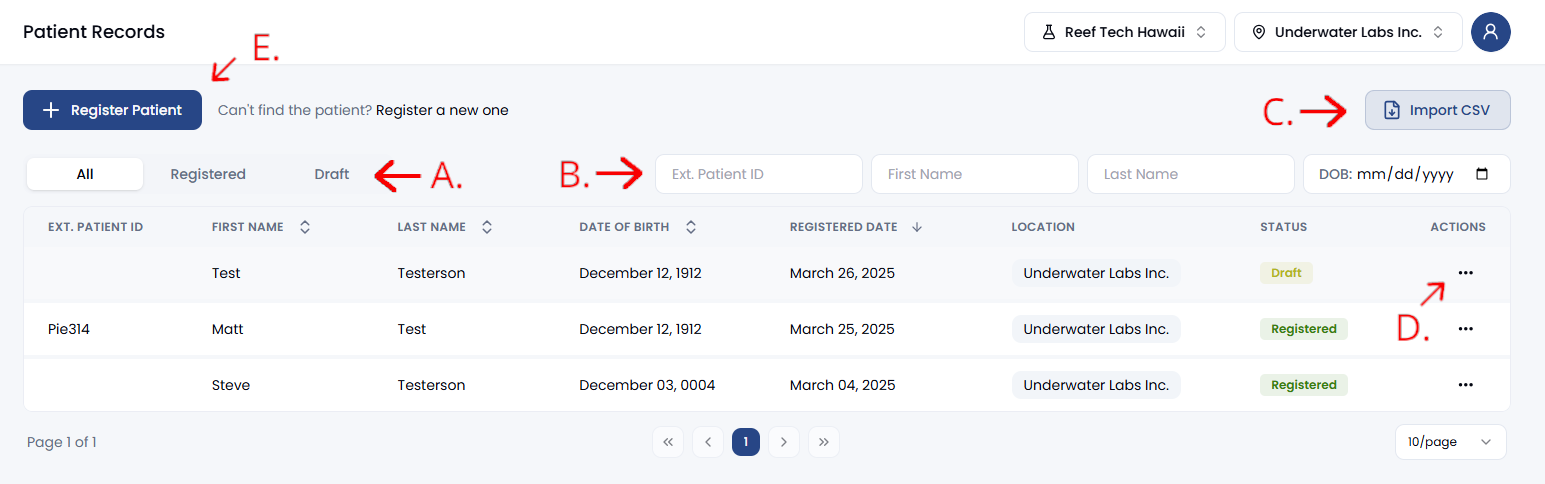 Patient Records
Reef Tech Hawaii
Underwater Labs Inc.
E.
Register Patient
Can't find the patient? Register a new one
C.
Import CSV
All Registered Draft
A.
B.
Ext. Patient ID
First Name
Last Name
DOB: mm/dd/yyyy
EXT. PATIENT ID FIRST NAME LAST NAME DATE OF BIRTH REGISTERED DATE LOCATION STATUS ACTIONS
Test Testerson December 12, 1912 March 26, 2025 Underwater Labs Inc. Draft •••
D.
Pie314 Matt Test December 12, 1912 March 25, 2025 Underwater Labs Inc. Registered •••
Steve Testerson December 03, 0004 March 04, 2025 Underwater Labs Inc. Registered •••
Page 1 of 1
« ‹ 1 › »
10/page